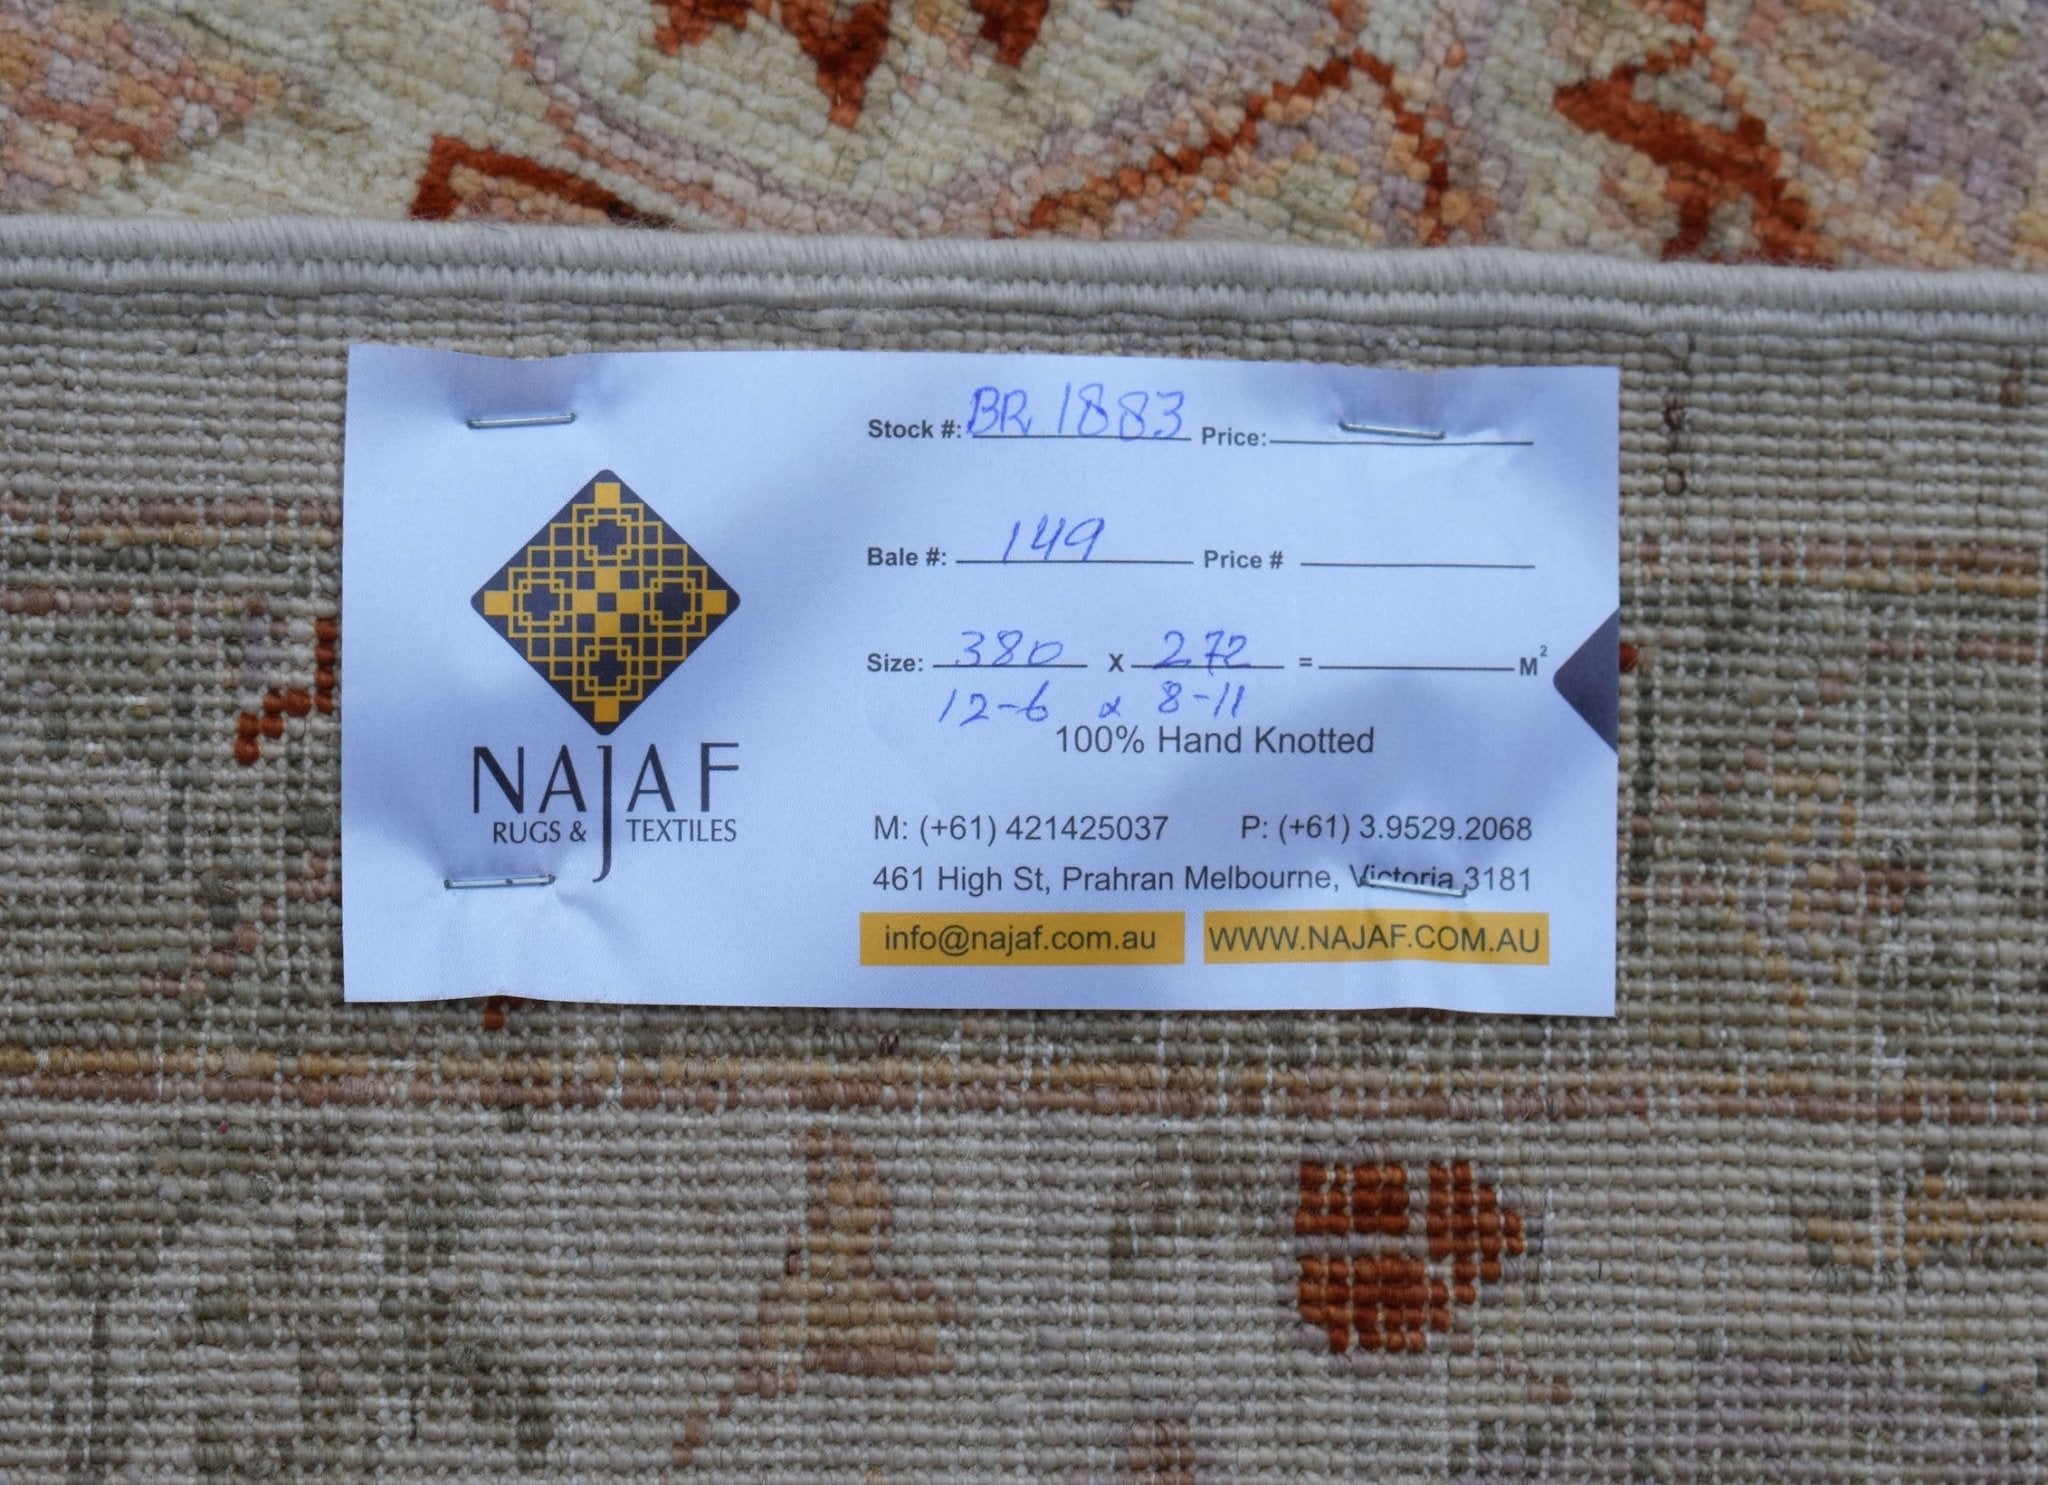 Stock #: BR 1883 Price:
Bale #: 149 Price #
Size: 380 X 272 = M²
12-6 x 8-11
100% Hand Knotted
NAJAF
RUGS & TEXTILES
M: (+61) 421425037 P: (+61) 3.9529.2068
461 High St, Prahran Melbourne, Victoria 3181
info@najaf.com.au WWW.NAJAF.COM.AU